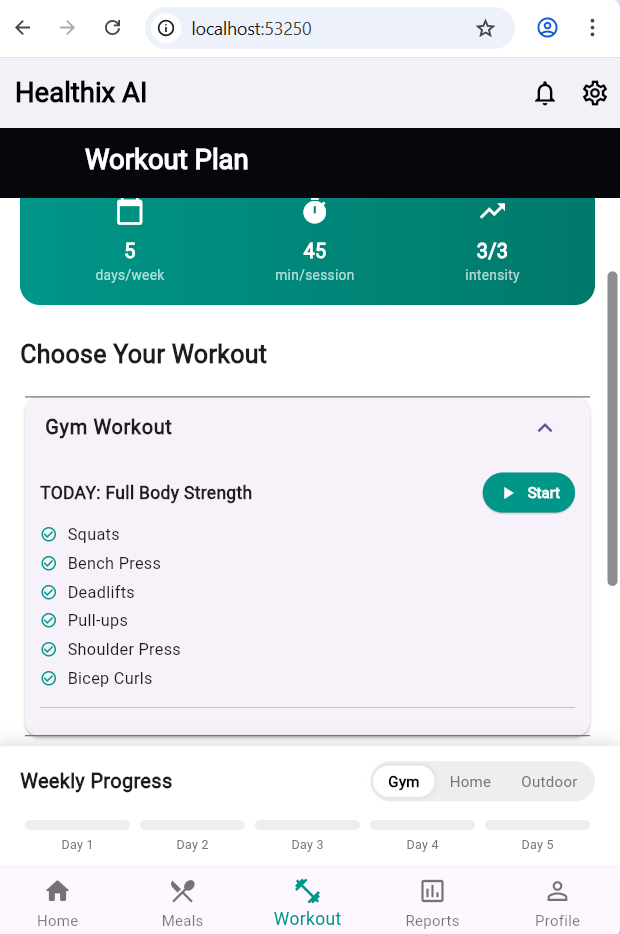 localhost:53250
Healthix AI
Workout Plan
5
days/week
45
min/session
3/3
intensity
Choose Your Workout
Gym Workout
TODAY: Full Body Strength
Start
Squats
Bench Press
Deadlifts
Pull-ups
Shoulder Press
Bicep Curls
Weekly Progress
Gym Home Outdoor
Day 1 Day 2 Day 3 Day 4 Day 5
Home Meals Workout Reports Profile